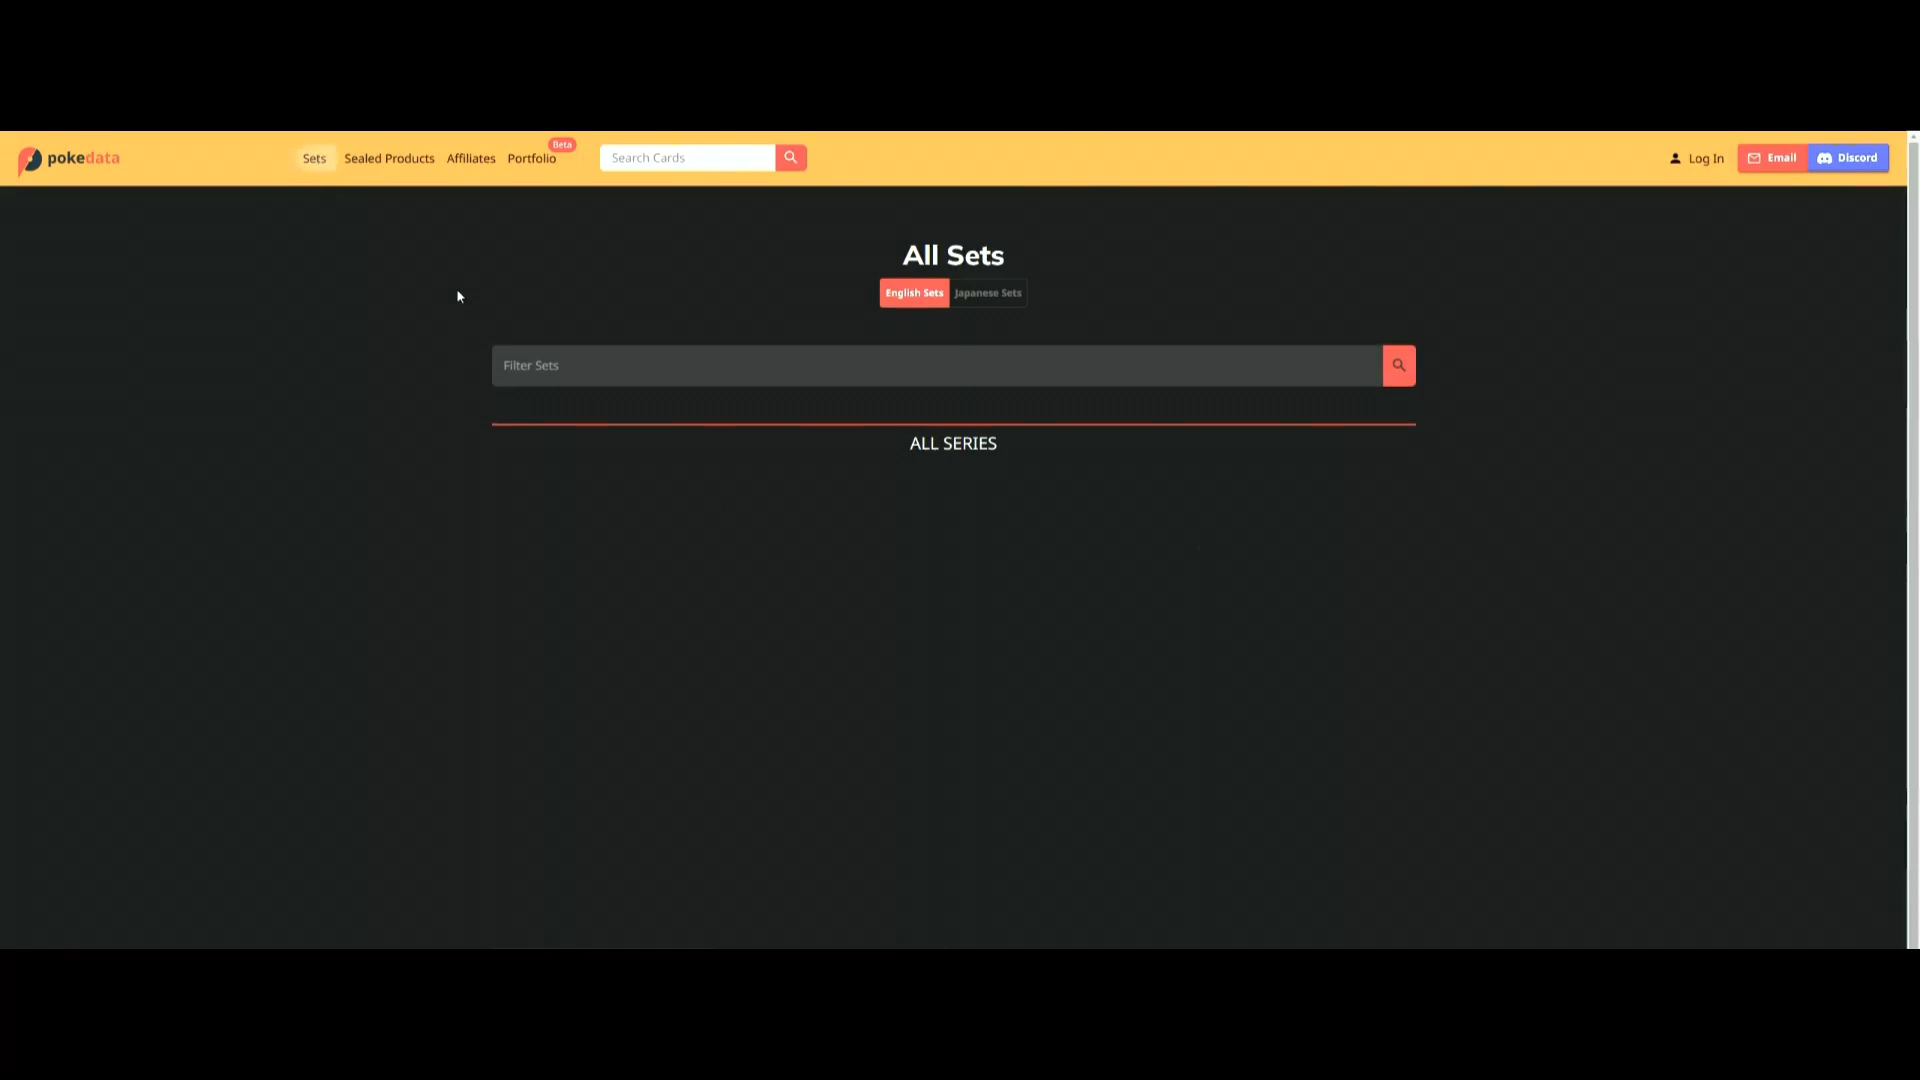 pokedata
Sets
Sealed Products
Affiliates
Portfolio
Beta
Search Cards
Log In
Email
Discord
All Sets
English Sets
Japanese Sets
Filter Sets
ALL SERIES